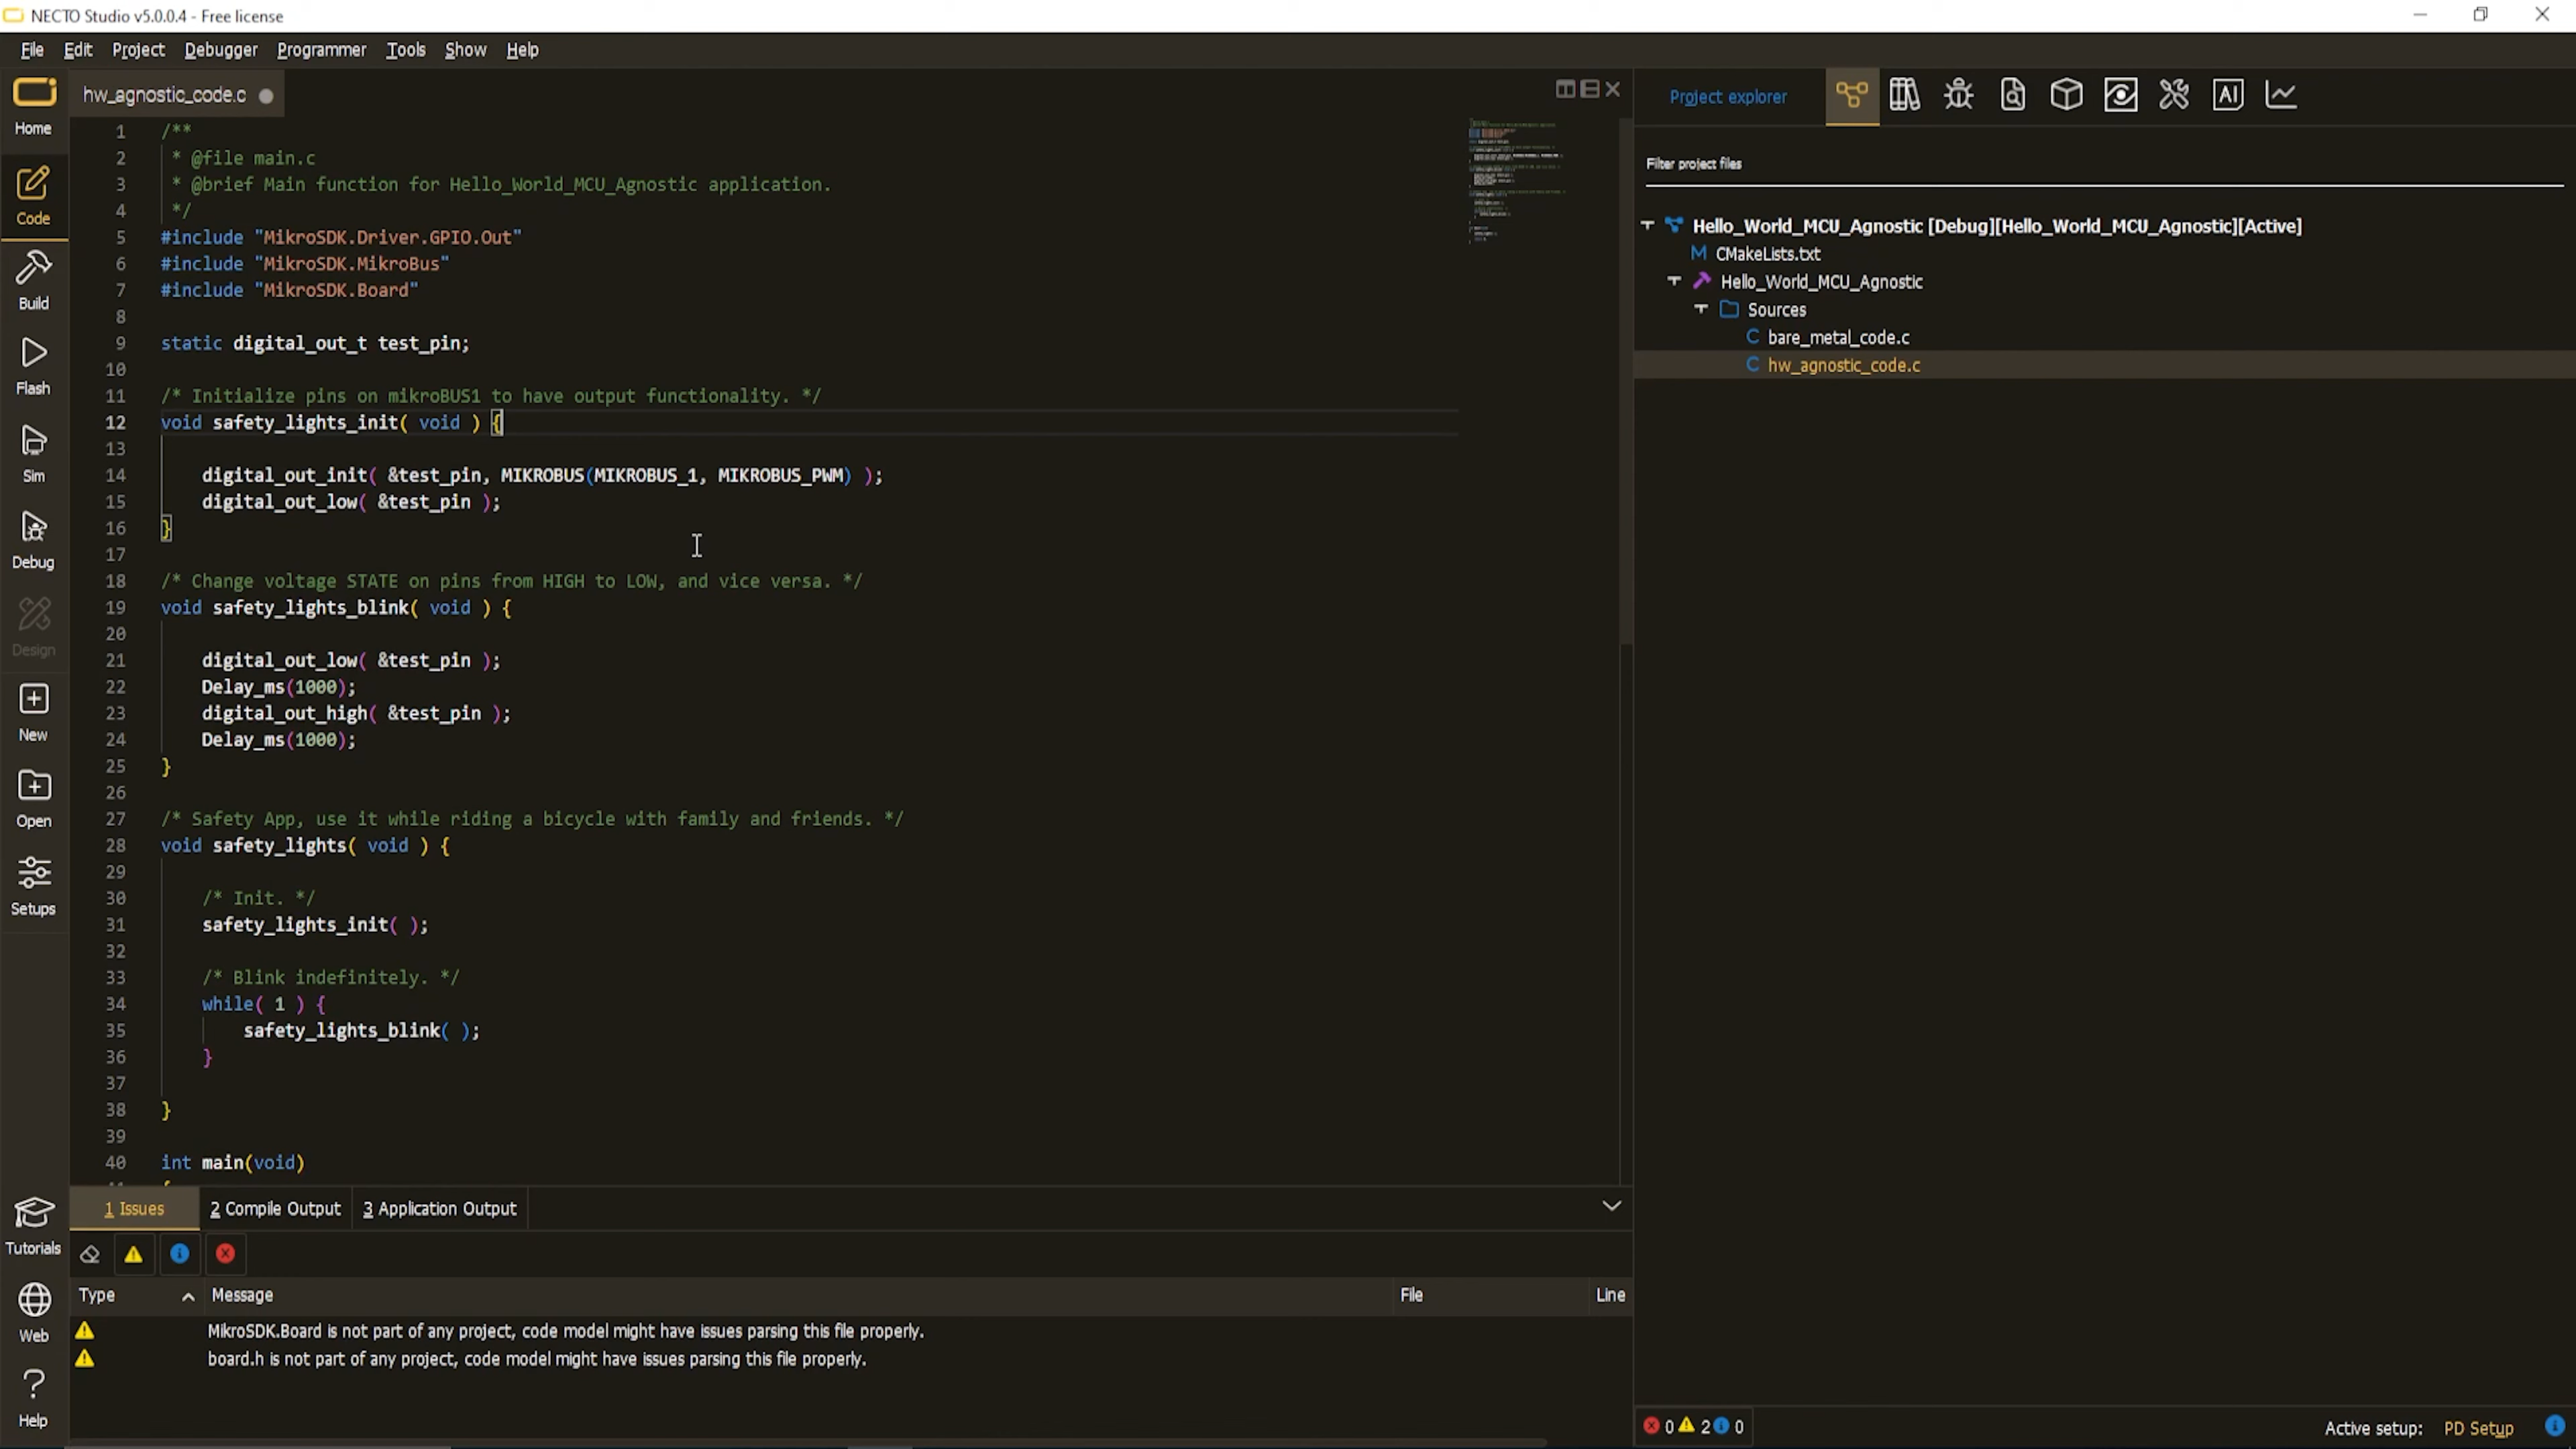 NECTO Studio v5.0.0.4 - Free license
File Edit Project Debugger Programmer Tools Show Help
Home
Code
Build
Flash
Sim
Debug
Design
New
Open
Setups
Tutorials
Web
Help
hw_agnostic_code.c
1 /**
2 * @file main.c
3 * @brief Main function for Hello_World_MCU_Agnostic application.
4 */
5 #include "MikroSDK.Driver.GPIO.Out"
6 #include "MikroSDK.MikroBus"
7 #include "MikroSDK.Board"
8
9 static digital_out_t test_pin;
10
11 /* Initialize pins on mikroBUS1 to have output functionality. */
12 void safety_lights_init( void ) {
13
14 digital_out_init( &test_pin, MIKROBUS(MIKROBUS_1, MIKROBUS_PWM) );
15 digital_out_low( &test_pin );
16 }
17
18 /* Change voltage STATE on pins from HIGH to LOW, and vice versa. */
19 void safety_lights_blink( void ) {
20
21 digital_out_low( &test_pin );
22 Delay_ms(1000);
23 digital_out_high( &test_pin );
24 Delay_ms(1000);
25 }
26
27 /* Safety App, use it while riding a bicycle with family and friends. */
28 void safety_lights( void ) {
29
30 /* Init. */
31 safety_lights_init( );
32
33 /* Blink indefinitely. */
34 while( 1 ) {
35 safety_lights_blink( );
36 }
37
38 }
39
40 int main(void)
1 Issues 2 Compile Output 3 Application Output
Type Message File Line
MikroSDK.Board is not part of any project, code model might have issues parsing this file properly.
board.h is not part of any project, code model might have issues parsing this file properly.
Project explorer
AI
Filter project files
Hello_World_MCU_Agnostic [Debug][Hello_World_MCU_Agnostic][Active]
M CMakeLists.txt
Hello_World_MCU_Agnostic
Sources
C bare_metal_code.c
C hw_agnostic_code.c
0 2 0
Active setup: PD Setup